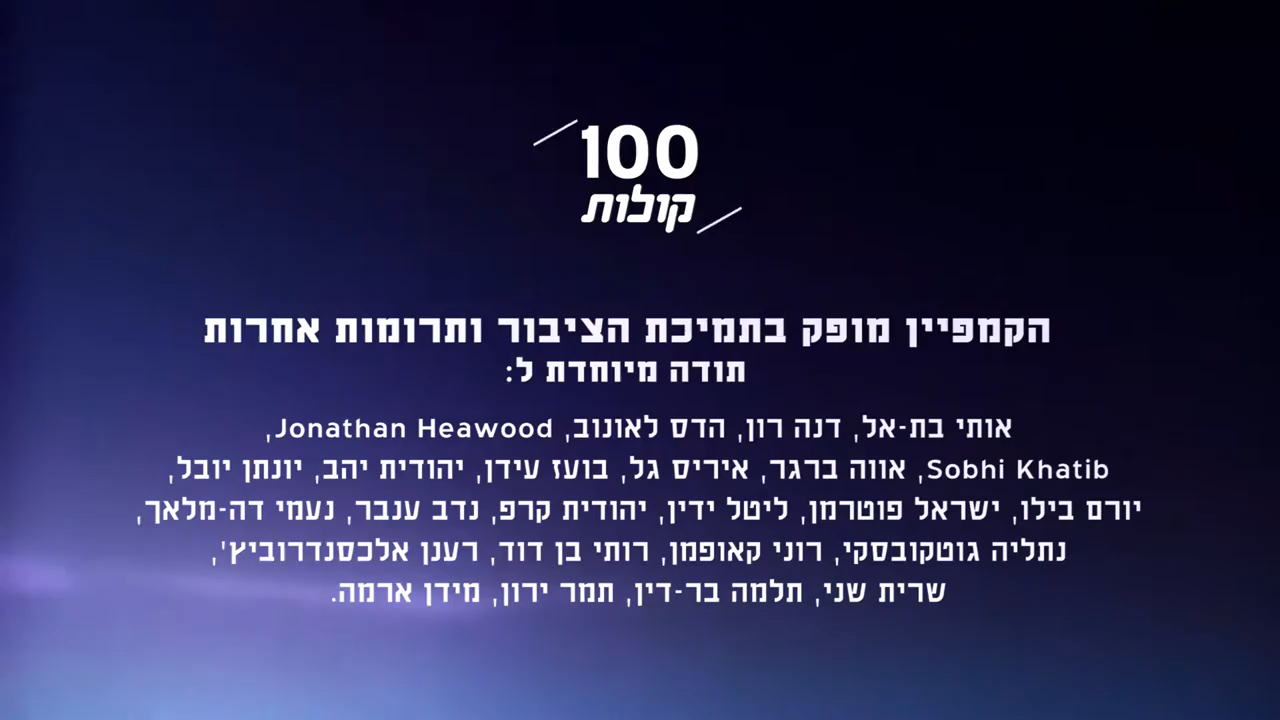 100
קולות
הקמפיין מופק בתמיכת הציבור ותרומות אחרות
תודה מיוחדת ל:
אותי בת-אל, דנה רון, הדס לאונוב, Jonathan Heawood,
Sobhi Khatib, אווה ברגר, איריס גל, בועז עידן, יהודית יהב, יונתן יובל,
יורם בילו, ישראל פוטרמן, ליטל ידין, יהודית קרפ, נדב ענבר, נעמי דה-מלאך,
נתליה גוטקובסקי, רוני קאופמן, רותי בן דוד, רענן אלכסנדרוביץ',
שרית שני, תלמה בר-דין, תמר ירון, מידן ארמה.